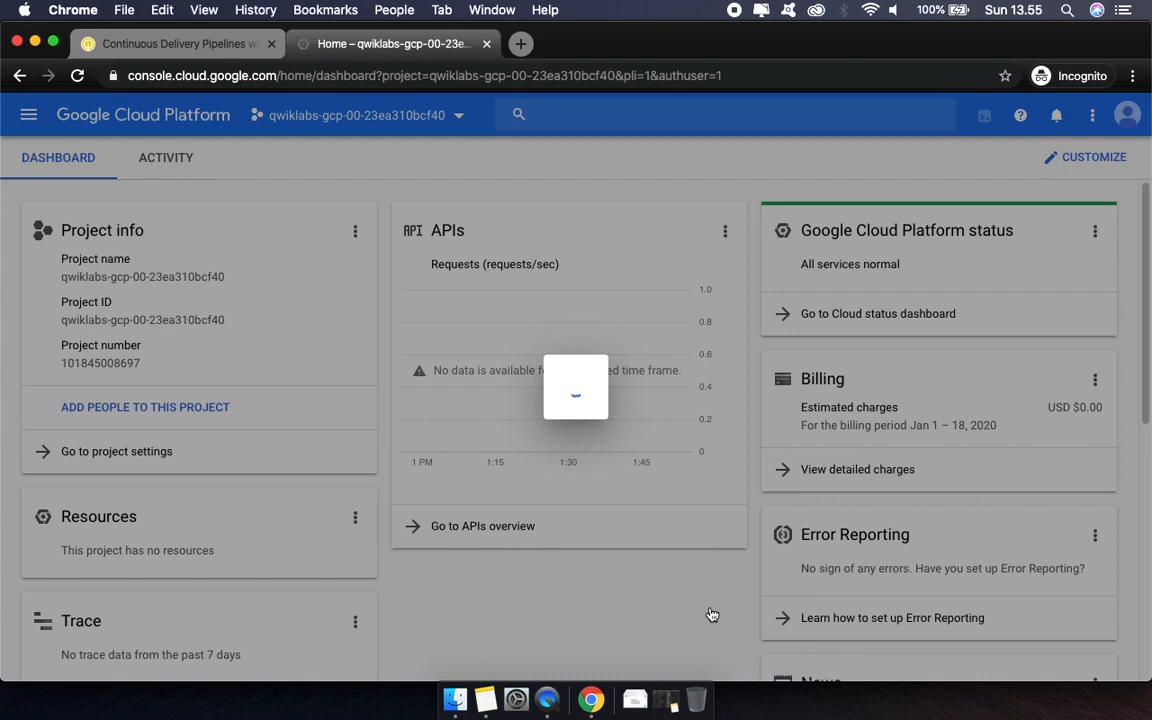 Chrome File Edit View History Bookmarks People Tab Window Help 100% Sun 13.55
Continuous Delivery Pipelines w
Home – qwiklabs-gcp-00-23e...
console.cloud.google.com/home/dashboard?project=qwiklabs-gcp-00-23ea310bcf40&pli=1&authuser=1
Incognito
Google Cloud Platform
qwiklabs-gcp-00-23ea310bcf40
DASHBOARD
ACTIVITY
CUSTOMIZE
Project info
Project name
qwiklabs-gcp-00-23ea310bcf40
Project ID
qwiklabs-gcp-00-23ea310bcf40
Project number
101845008697
ADD PEOPLE TO THIS PROJECT
Go to project settings
Resources
This project has no resources
Trace
No trace data from the past 7 days
API APIs
Requests (requests/sec)
1.0
0.8
0.6
No data is available f
ed time frame.
0.4
0.2
0
1 PM 1:15 1:30 1:45
Go to APIs overview
Google Cloud Platform status
All services normal
Go to Cloud status dashboard
Billing
Estimated charges USD $0.00
For the billing period Jan 1 – 18, 2020
View detailed charges
Error Reporting
No sign of any errors. Have you set up Error Reporting?
Learn how to set up Error Reporting
News